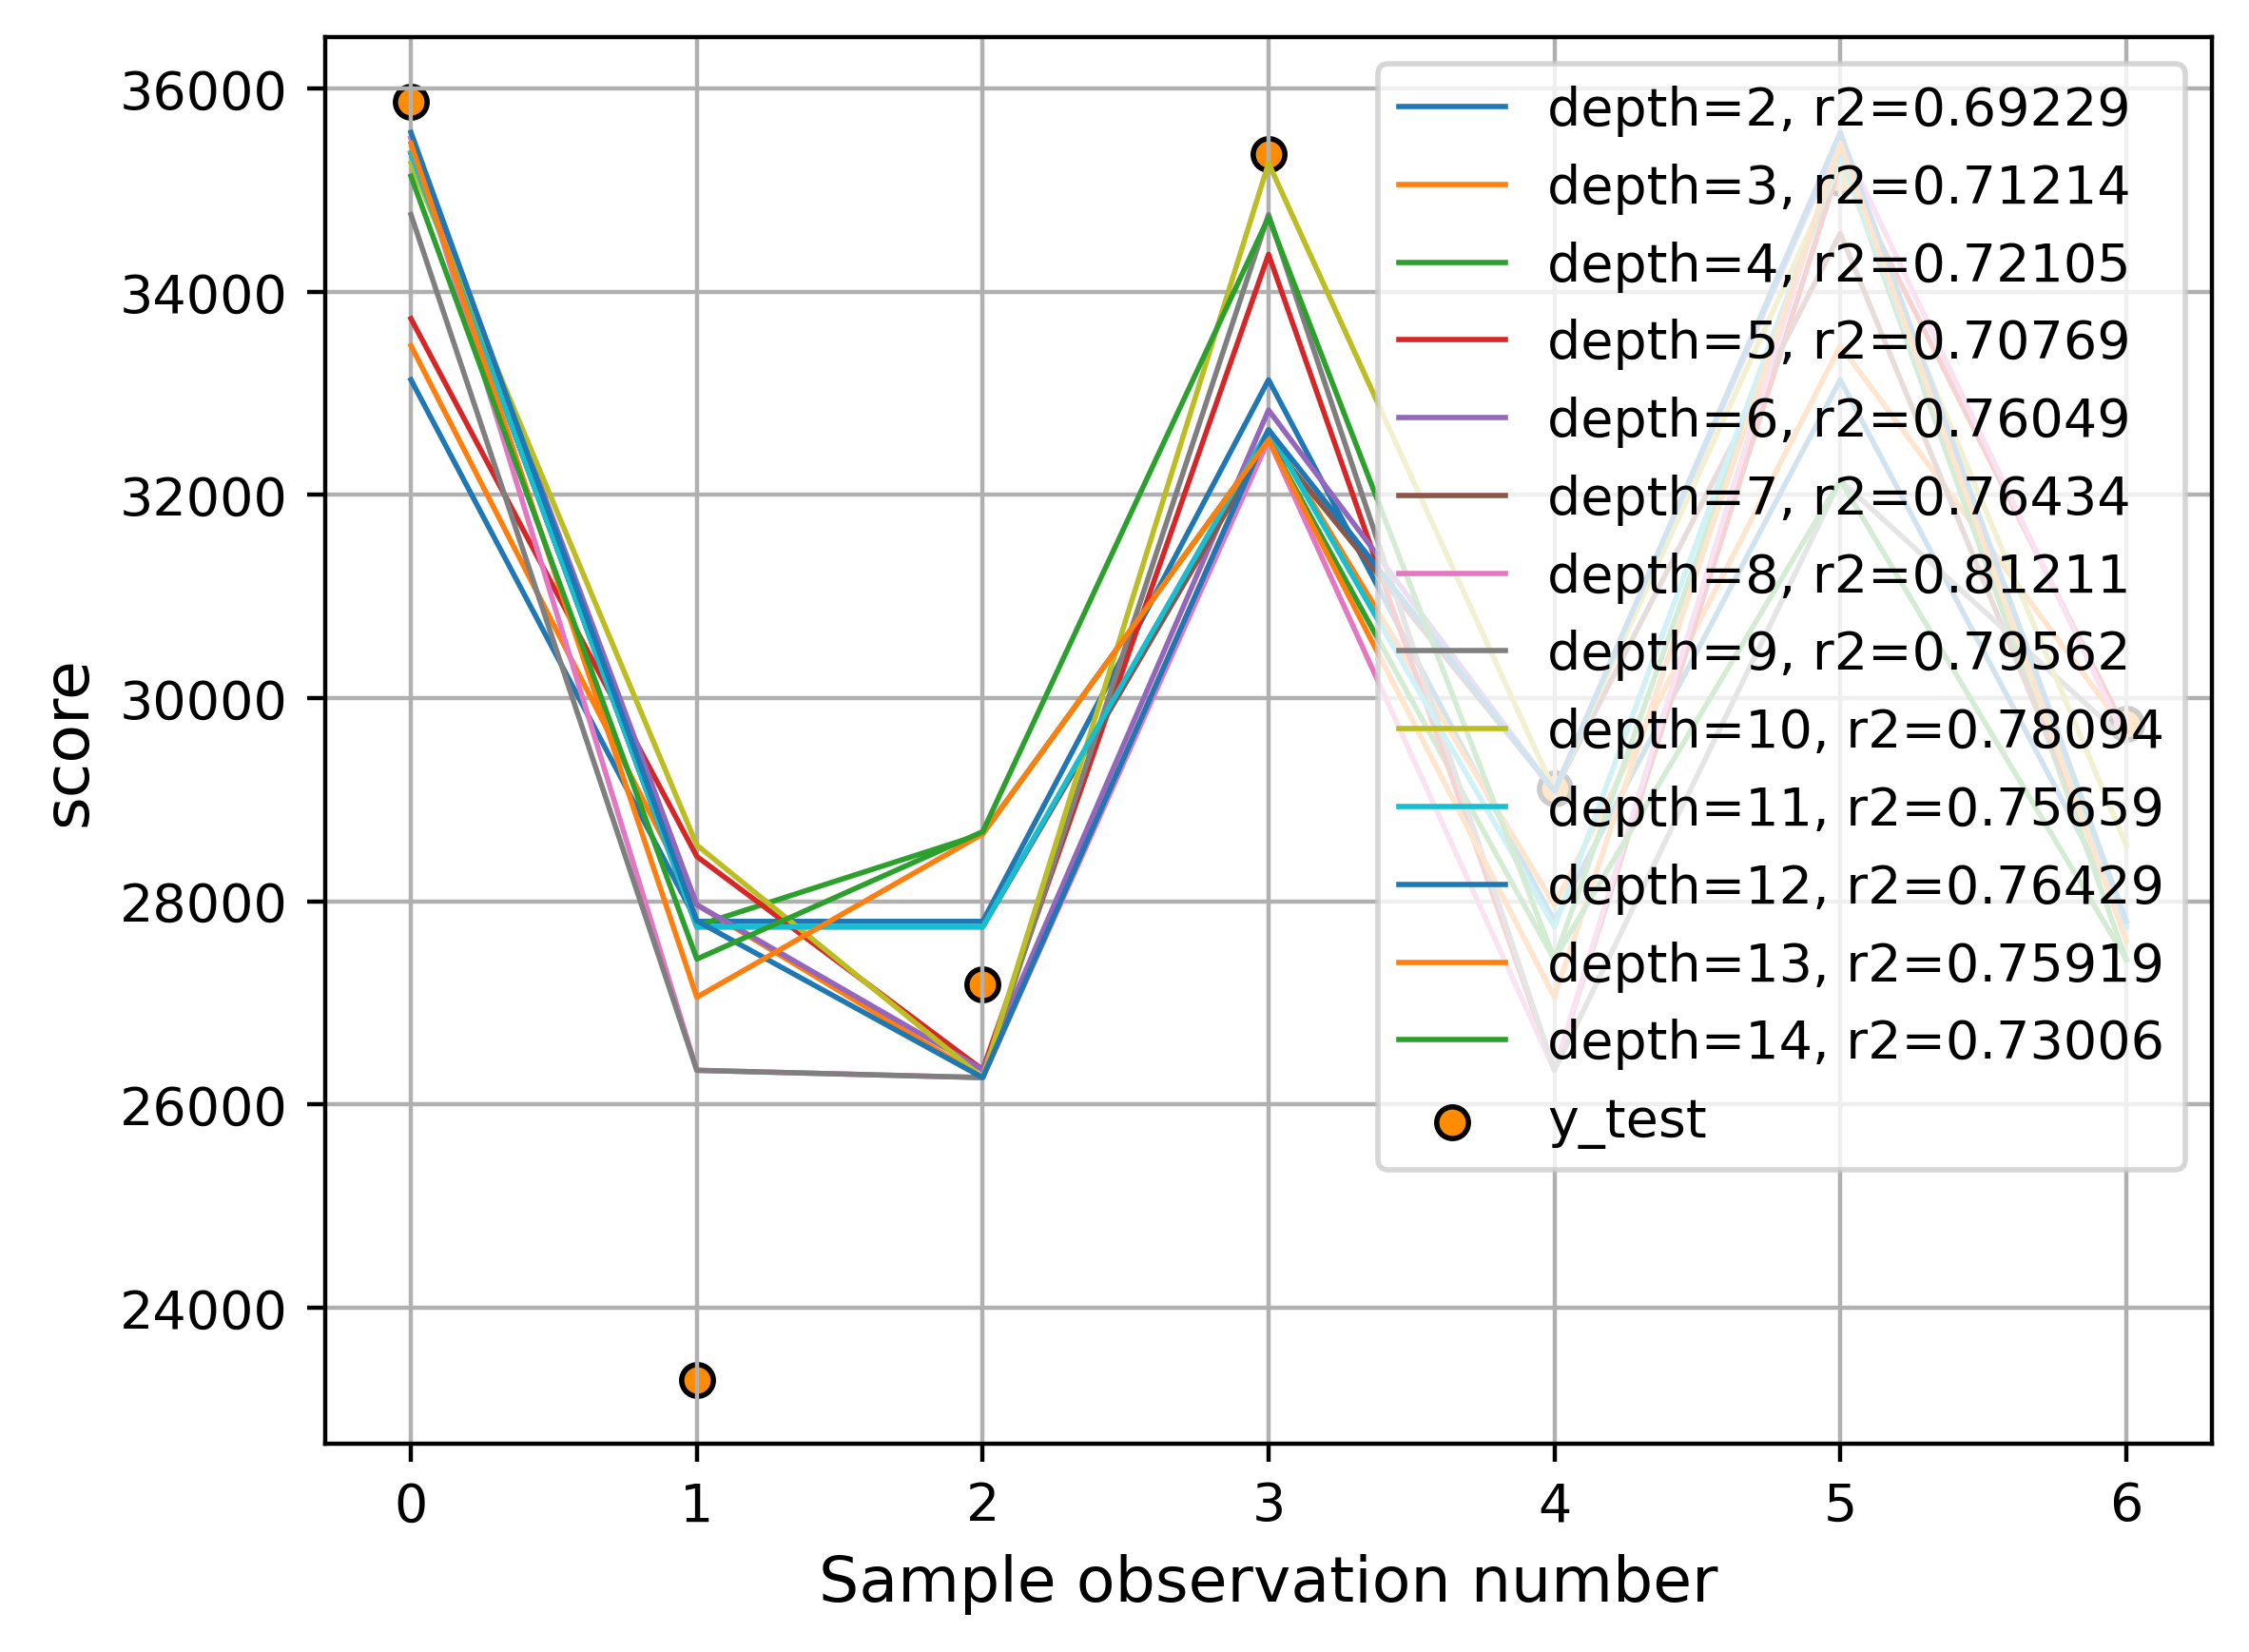 36000
34000
32000
30000
28000
26000
24000
score
0 1 2 3 4 5 6
Sample observation number
depth=2, r2=0.69229
depth=3, r2=0.71214
depth=4, r2=0.72105
depth=5, r2=0.70769
depth=6, r2=0.76049
depth=7, r2=0.76434
depth=8, r2=0.81211
depth=9, r2=0.79562
depth=10, r2=0.78094
depth=11, r2=0.75659
depth=12, r2=0.76429
depth=13, r2=0.75919
depth=14, r2=0.73006
y_test